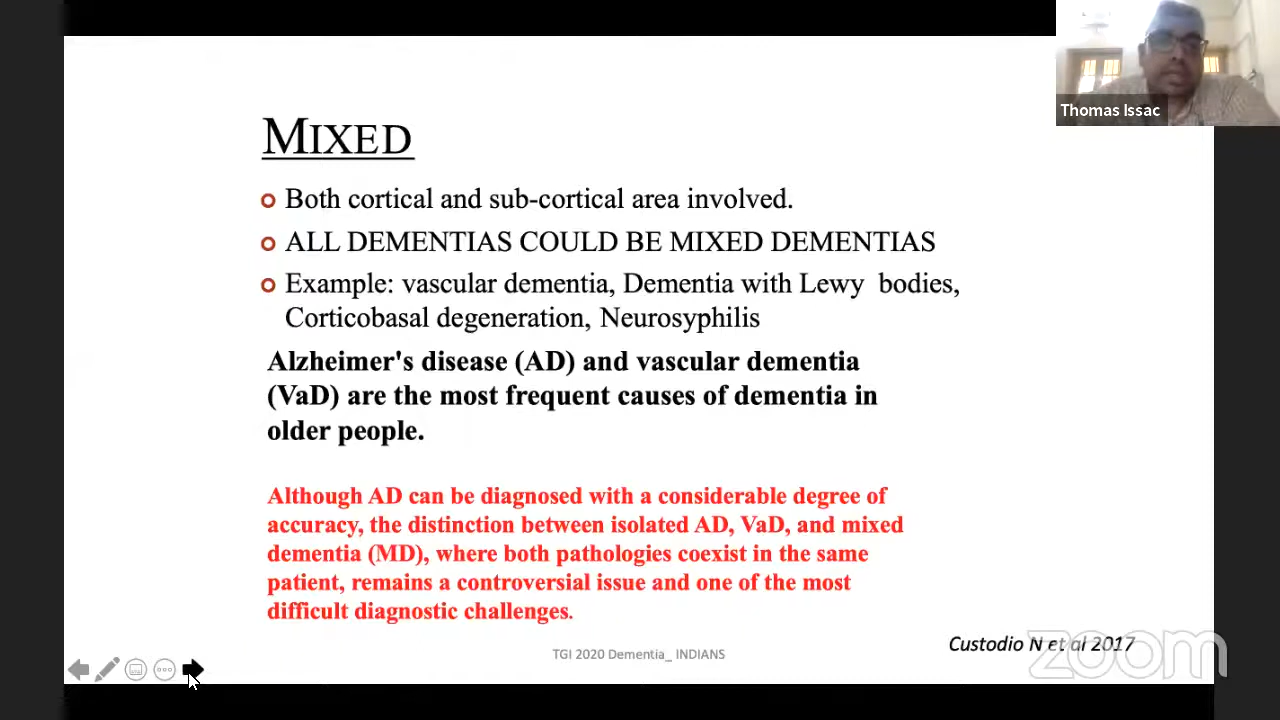 Thomas Issac
MIXED
Both cortical and sub-cortical area involved.
ALL DEMENTIAS COULD BE MIXED DEMENTIAS
Example: vascular dementia, Dementia with Lewy bodies,
Corticobasal degeneration, Neurosyphilis
Alzheimer's disease (AD) and vascular dementia
(VaD) are the most frequent causes of dementia in
older people.
Although AD can be diagnosed with a considerable degree of
accuracy, the distinction between isolated AD, VaD, and mixed
dementia (MD), where both pathologies coexist in the same
patient, remains a controversial issue and one of the most
difficult diagnostic challenges.
Custodio N et al 2017
TGI 2020 Dementia_ INDIANS
zoom